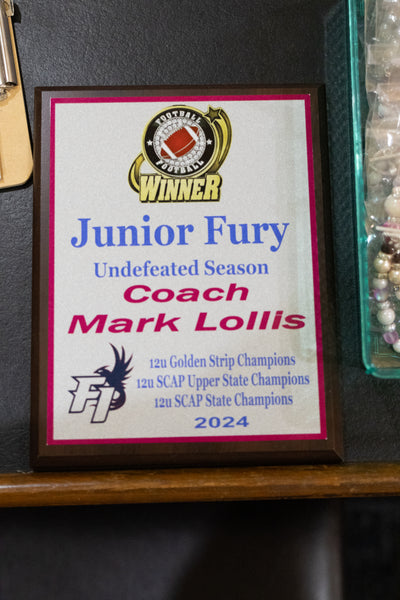 FOOTBALL
FOOTBALL
WINNER
Junior Fury
Undefeated Season
Coach
Mark Lollis
12u Golden Strip Champions
12u SCAP Upper State Champions
12u SCAP State Champions
2024